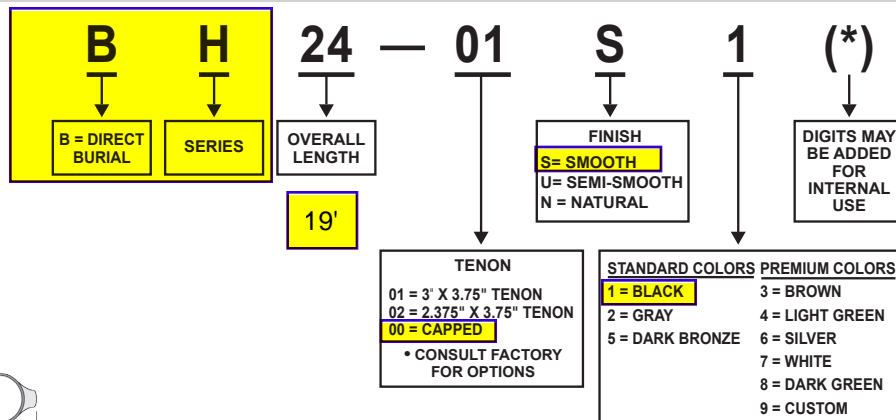 B H 24 — 01 S 1 (*)
B = DIRECT
BURIAL
SERIES
OVERALL
LENGTH
19'
FINISH
S= SMOOTH
U= SEMI-SMOOTH
N = NATURAL
DIGITS MAY
BE ADDED
FOR
INTERNAL
USE
TENON
01 = 3" X 3.75" TENON
02 = 2.375" X 3.75" TENON
00 = CAPPED
• CONSULT FACTORY
FOR OPTIONS
STANDARD COLORS
1 = BLACK
2 = GRAY
5 = DARK BRONZE
PREMIUM COLORS
3 = BROWN
4 = LIGHT GREEN
6 = SILVER
7 = WHITE
8 = DARK GREEN
9 = CUSTOM